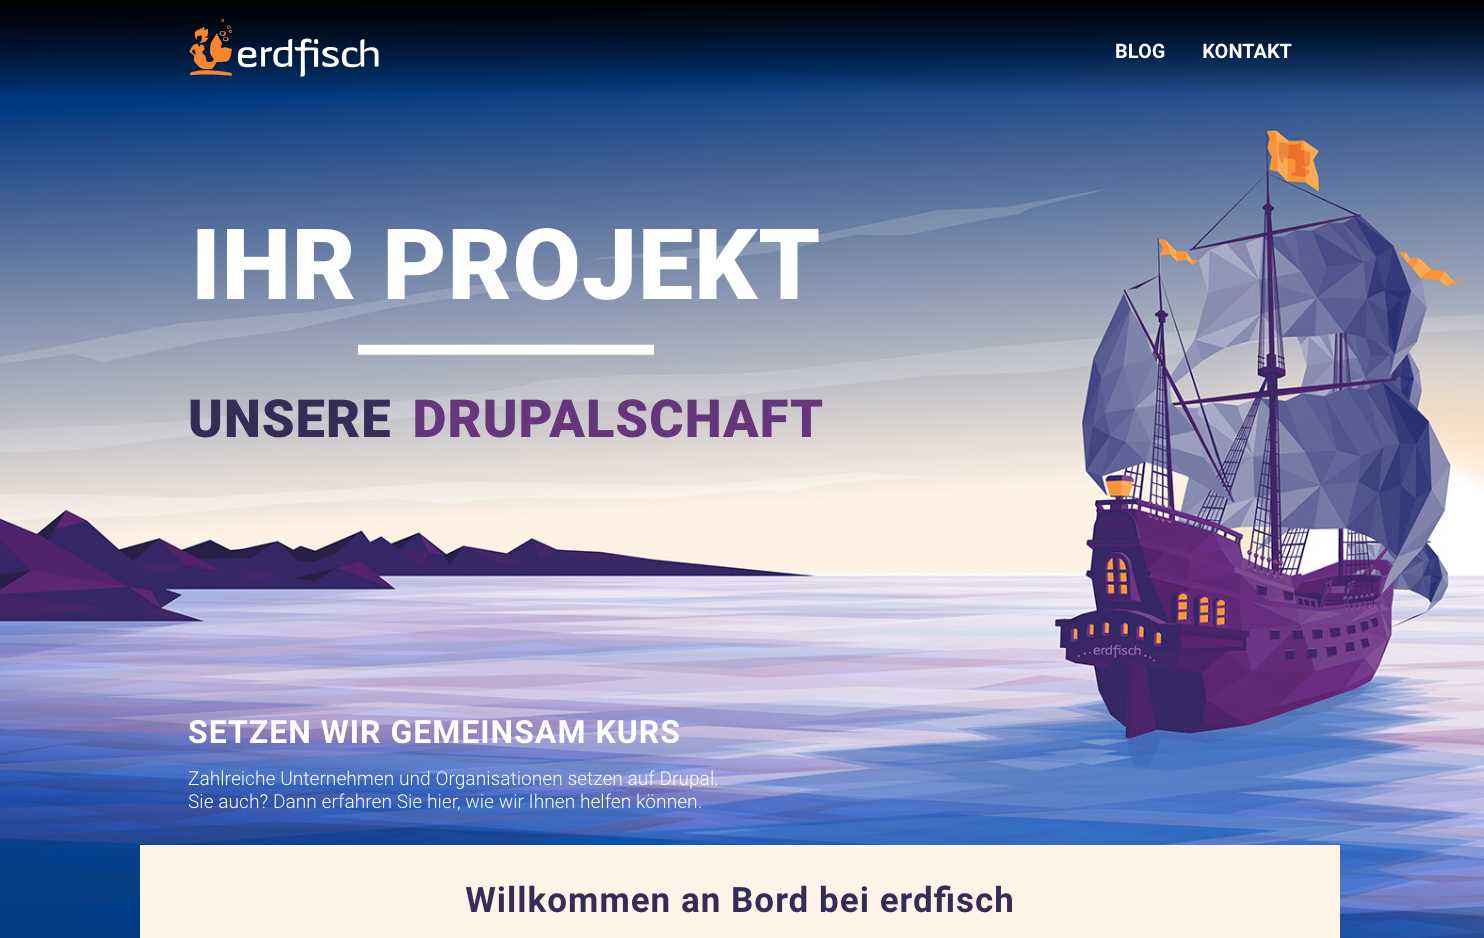 erdfisch
BLOG KONTAKT
IHR PROJEKT
UNSERE DRUPALSCHAFT
erdfisch
SETZEN WIR GEMEINSAM KURS
Zahlreiche Unternehmen und Organisationen setzen auf Drupal.
Sie auch? Dann erfahren Sie hier, wie wir Ihnen helfen können.
Willkommen an Bord bei erdfisch